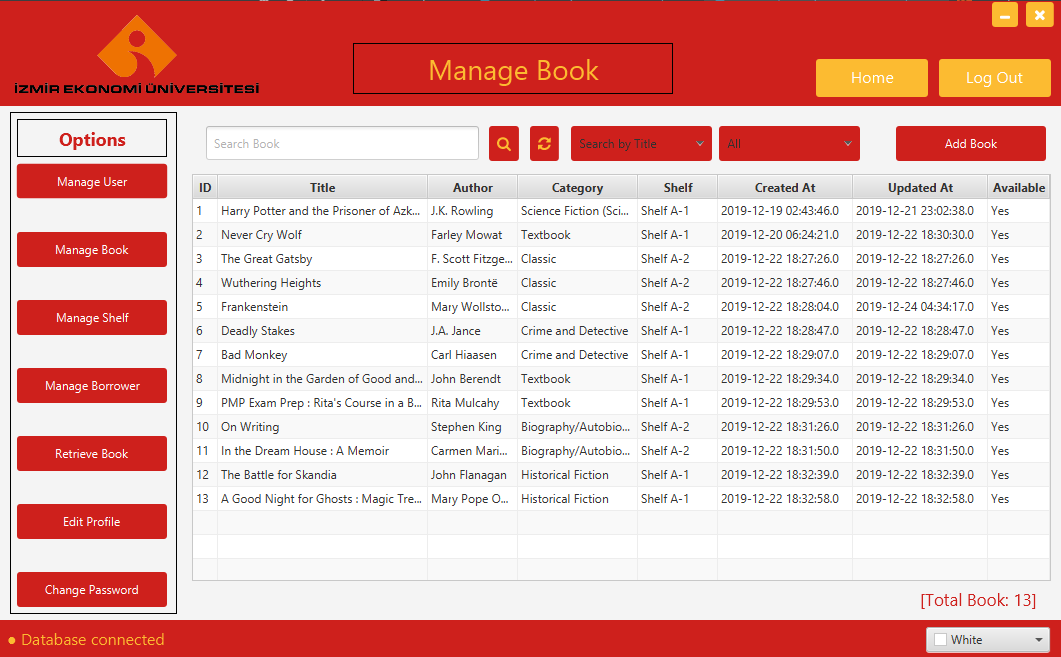 İZMİR EKONOMİ ÜNİVERSİTESİ
Manage Book
Home
Log Out
Options
Manage User
Manage Book
Manage Shelf
Manage Borrower
Retrieve Book
Edit Profile
Change Password
Search Book
Search by Title
All
Add Book
ID Title Author Category Shelf Created At Updated At Available
1 Harry Potter and the Prisoner of Azk... J.K. Rowling Science Fiction (Sci... Shelf A-1 2019-12-19 02:43:46.0 2019-12-21 23:02:38.0 Yes
2 Never Cry Wolf Farley Mowat Textbook Shelf A-1 2019-12-20 06:24:21.0 2019-12-22 18:30:30.0 Yes
3 The Great Gatsby F. Scott Fitzge... Classic Shelf A-2 2019-12-22 18:27:26.0 2019-12-22 18:27:26.0 Yes
4 Wuthering Heights Emily Brontë Classic Shelf A-2 2019-12-22 18:27:46.0 2019-12-22 18:27:46.0 Yes
5 Frankenstein Mary Wollsto... Classic Shelf A-2 2019-12-22 18:28:04.0 2019-12-24 04:34:17.0 Yes
6 Deadly Stakes J.A. Jance Crime and Detective Shelf A-1 2019-12-22 18:28:47.0 2019-12-22 18:28:47.0 Yes
7 Bad Monkey Carl Hiaasen Crime and Detective Shelf A-1 2019-12-22 18:29:07.0 2019-12-22 18:29:07.0 Yes
8 Midnight in the Garden of Good and... John Berendt Textbook Shelf A-1 2019-12-22 18:29:34.0 2019-12-22 18:29:34.0 Yes
9 PMP Exam Prep : Rita's Course in a B... Rita Mulcahy Textbook Shelf A-1 2019-12-22 18:29:53.0 2019-12-22 18:29:53.0 Yes
10 On Writing Stephen King Biography/Autobio... Shelf A-2 2019-12-22 18:31:26.0 2019-12-22 18:31:26.0 Yes
11 In the Dream House : A Memoir Carmen Mari... Biography/Autobio... Shelf A-2 2019-12-22 18:31:50.0 2019-12-22 18:31:50.0 Yes
12 The Battle for Skandia John Flanagan Historical Fiction Shelf A-1 2019-12-22 18:32:39.0 2019-12-22 18:32:39.0 Yes
13 A Good Night for Ghosts : Magic Tre... Mary Pope O... Historical Fiction Shelf A-1 2019-12-22 18:32:58.0 2019-12-22 18:32:58.0 Yes
[Total Book: 13]
Database connected
White